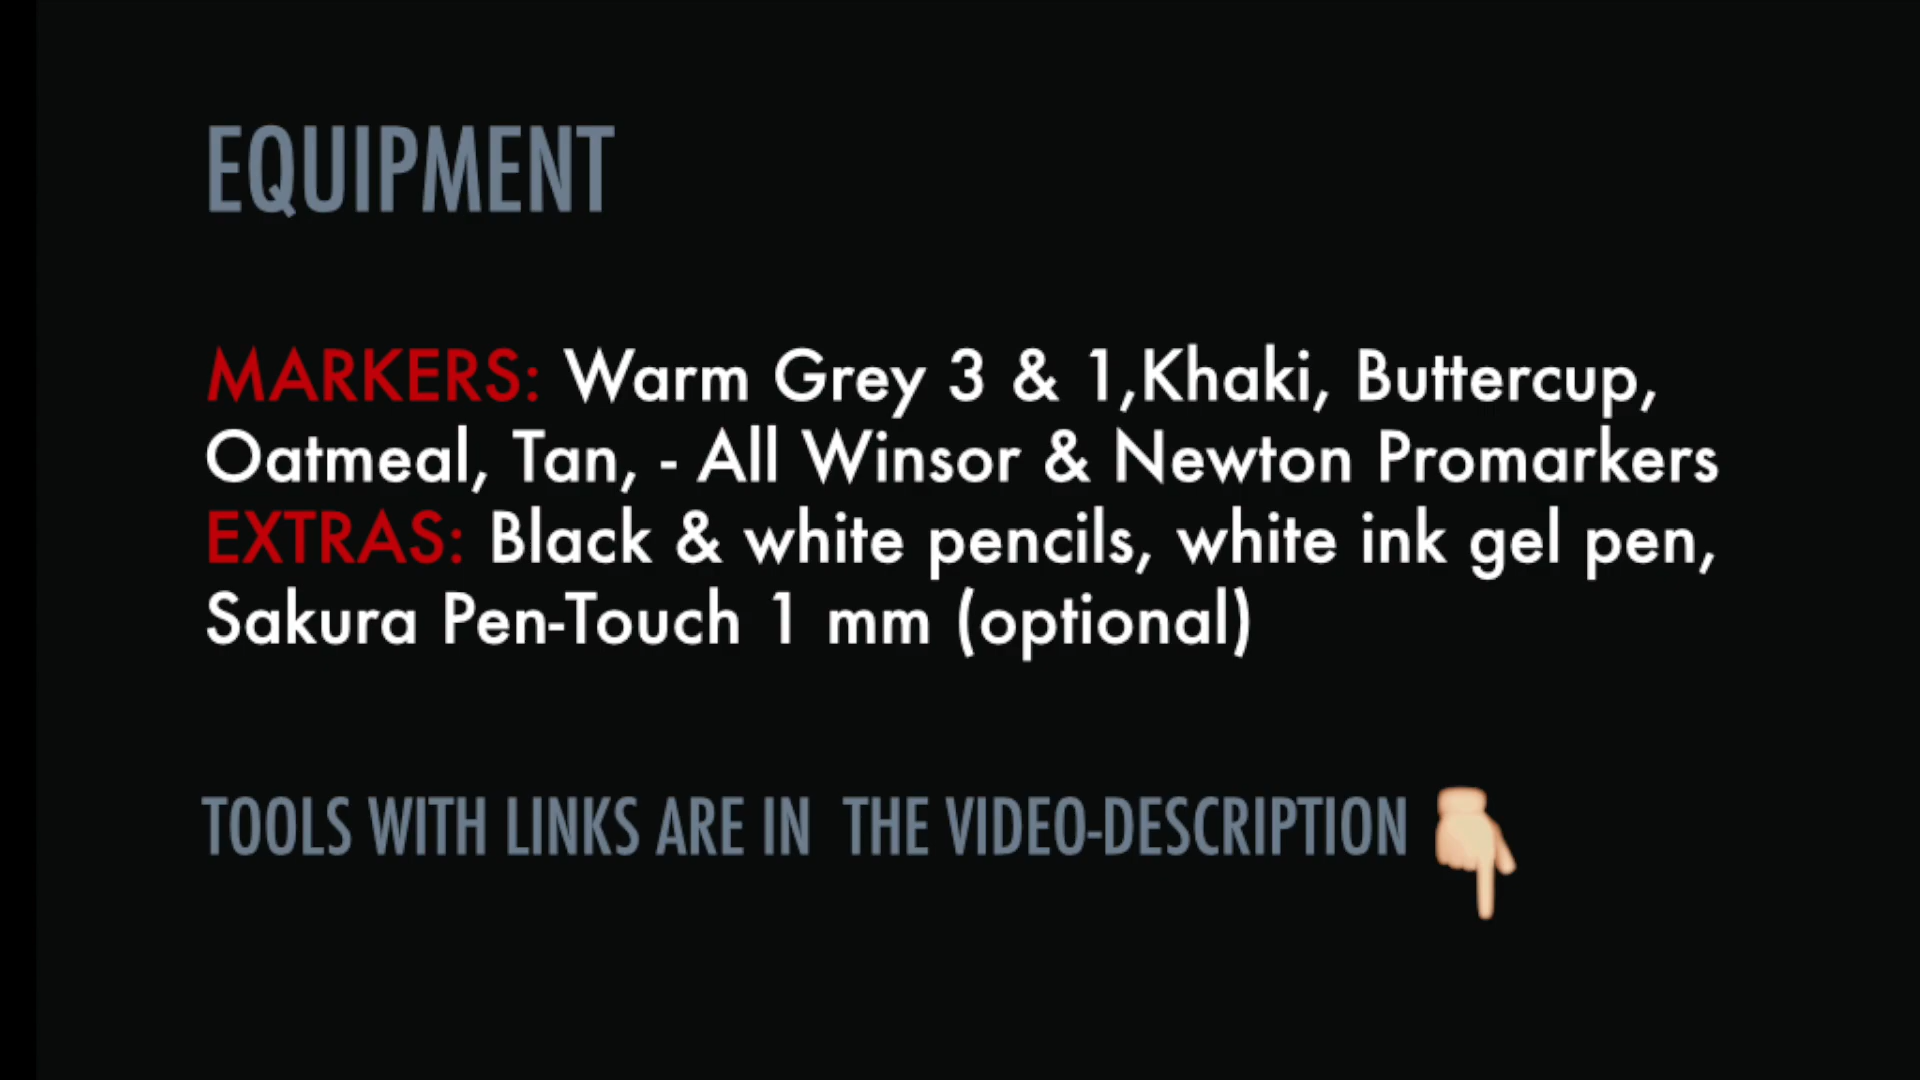 EQUIPMENT
MARKERS: Warm Grey 3 & 1,Khaki, Buttercup,
Oatmeal, Tan, - All Winsor & Newton Promarkers
EXTRAS: Black & white pencils, white ink gel pen,
Sakura Pen-Touch 1 mm (optional)
TOOLS WITH LINKS ARE IN  THE VIDEO-DESCRIPTION